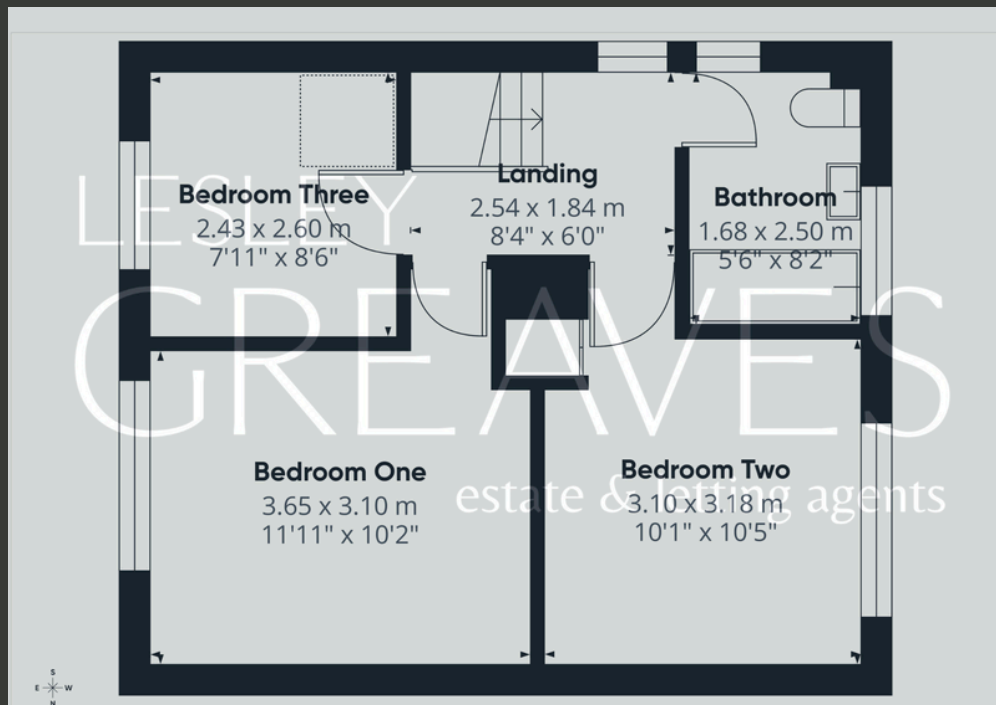 LESLEY
GREAVES
estate & letting agents
Bedroom Three
2.43 x 2.60 m
7'11" x 8'6"
Landing
2.54 x 1.84 m
8'4" x 6'0"
Bathroom
1.68 x 2.50 m
5'6" x 8'2"
Bedroom One
3.65 x 3.10 m
11'11" x 10'2"
Bedroom Two
3.10 x 3.18 m
10'1" x 10'5"
S
E W
N